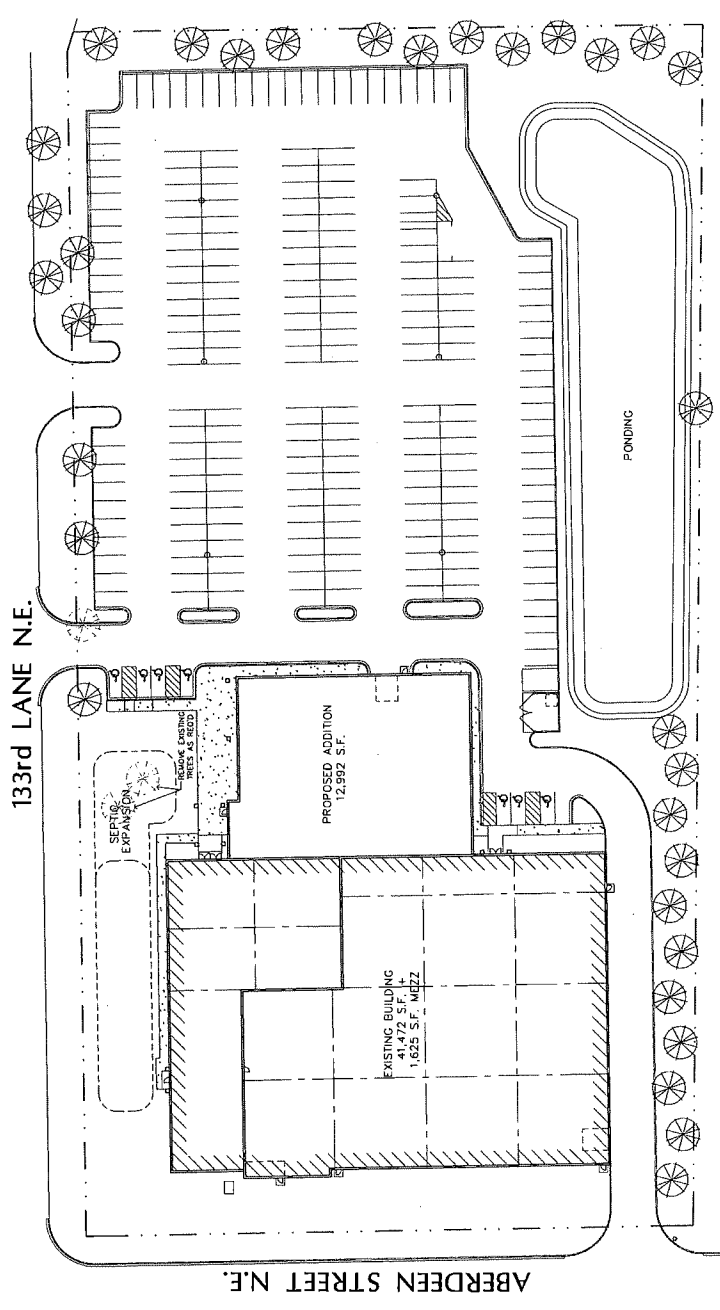 133rd LANE N.E.
SEPTIC
EXPANSION
REMOVE EXISTING
TREES AS REQ'D.
PROPOSED ADDITION
12,992 S.F.
PONDING
EXISTING BUILDING
41,472 S.F. +
1,625 S.F. MEZZ
ABERDEEN STREET N.E.